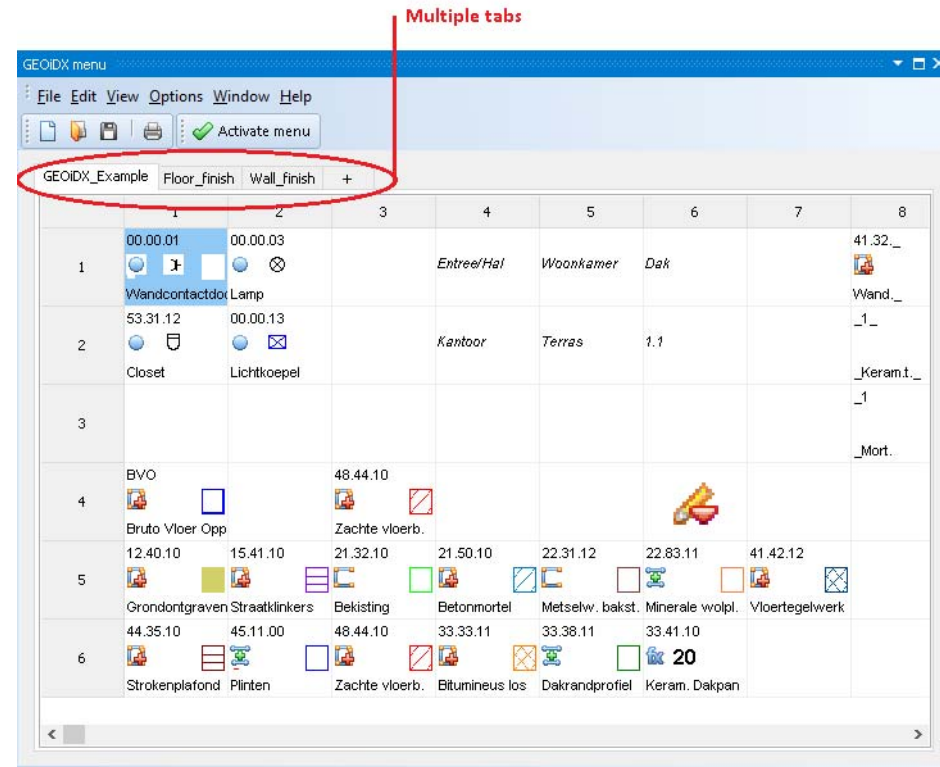 Multiple tabs
GEOiDX menu
File Edit View Options Window Help
Activate menu
GEOiDX_Example Floor_finish Wall_finish +
1 2 3 4 5 6 7 8
00.00.01 00.00.03 41.32._
1 Entree/Hal Woonkamer Dak
Wandcontactdo Lamp Wand._
53.31.12 00.00.13 _1_
2 Kantoor Terras 1.1
Closet Lichtkoepel _Keram.t._
_1
3
_Mort.
BVO 48.44.10
4
Bruto Vloer Opp Zachte vloerb.
12.40.10 15.41.10 21.32.10 21.50.10 22.31.12 22.83.11 41.42.12
5
Grondontgraven Straatklinkers Bekisting Betonmortel Metselw. bakst. Minerale wolpl. Vloertegelwerk
44.35.10 45.11.00 48.44.10 33.33.11 33.38.11 33.41.10
6 fx 20
Strokenplafond Plinten Zachte vloerb. Bitumineus los Dakrandprofiel Keram. Dakpan